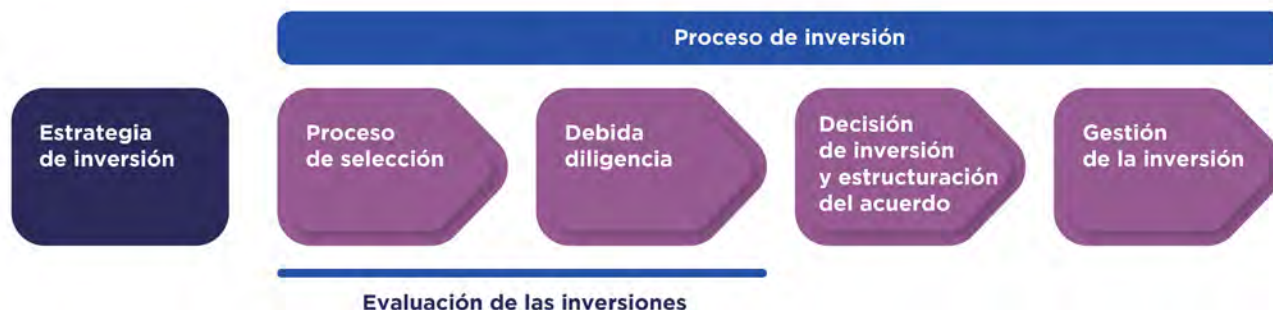 Proceso de inversión
Estrategia
de inversión
Proceso
de selección
Debida
diligencia
Decisión
de inversión
y estructuración
del acuerdo
Gestión
de la inversión
Evaluación de las inversiones